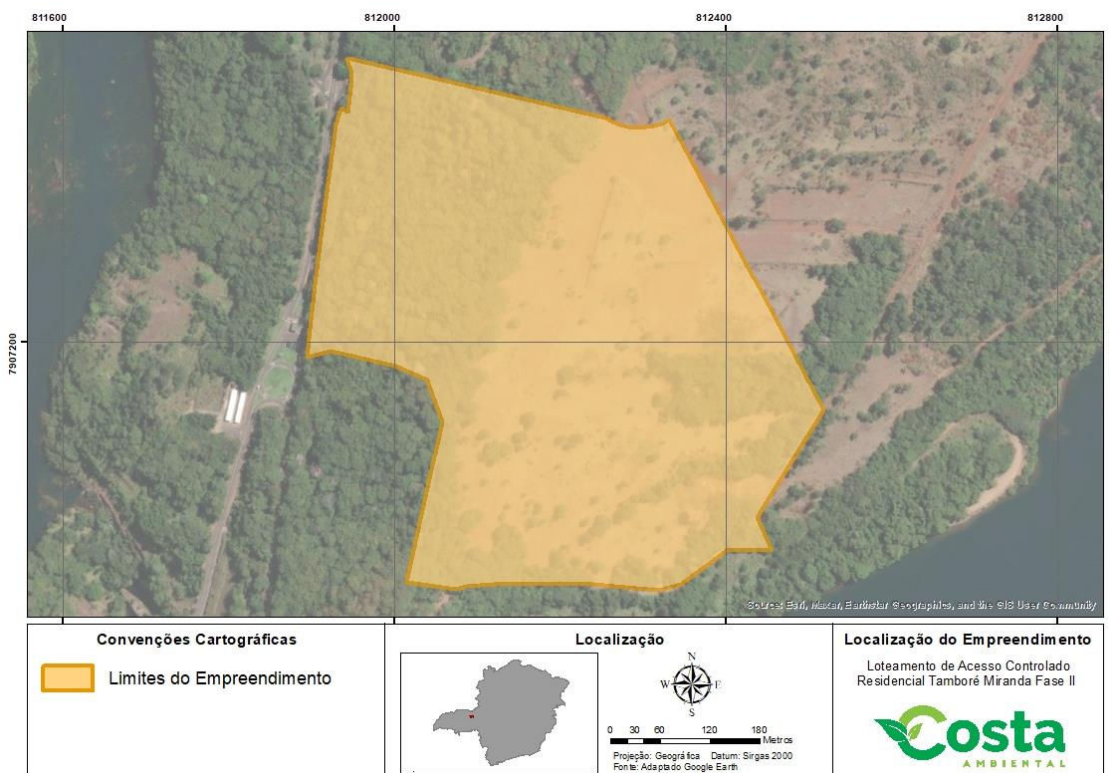 811600
812000
812400
812800
7907200
Source: Esri, Maxar, Earthstar Geographics, and the GIS User Community
Convenções Cartográficas
Limites do Empreendimento
Localização
N
W E
S
0 30 60 120 180
Metros
Projeção: Geográfica Datum: Sirgas 2000
Fonte: Adaptado Google Earth
Localização do Empreendimento
Loteamento de Acesso Controlado
Residencial Tamboré Miranda Fase II
Costa
AMBIENTAL